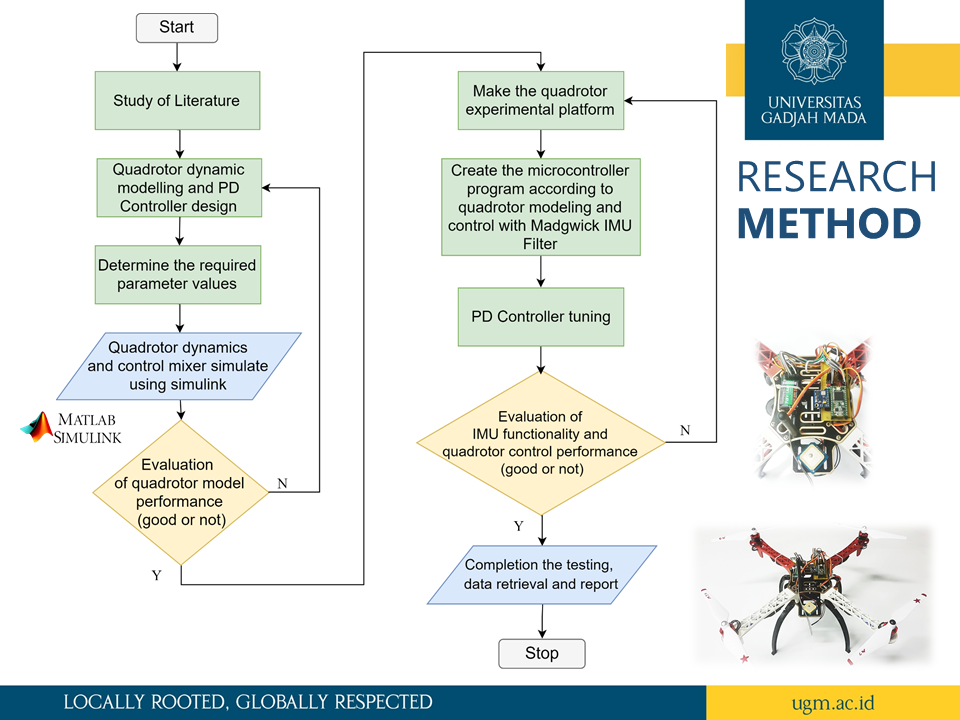 Start
Study of Literature
Quadrotor dynamic
modelling and PD
Controller design
Determine the required
parameter values
Quadrotor dynamics
and control mixer simulate
using simulink
MATLAB
SIMULINK
Evaluation
of quadrotor model
performance
(good or not)
N
Y
Make the quadrotor
experimental platform
Create the microcontroller
program according to
quadrotor modeling and
control with Madgwick IMU
Filter
PD Controller tuning
Evaluation of
IMU functionality and
quadrotor control performance
(good or not)
N
Y
Completion the testing,
data retrieval and report
Stop
UNIVERSITAS
GADJAH MADA
RESEARCH
METHOD
LOCALLY ROOTED, GLOBALLY RESPECTED
ugm.ac.id